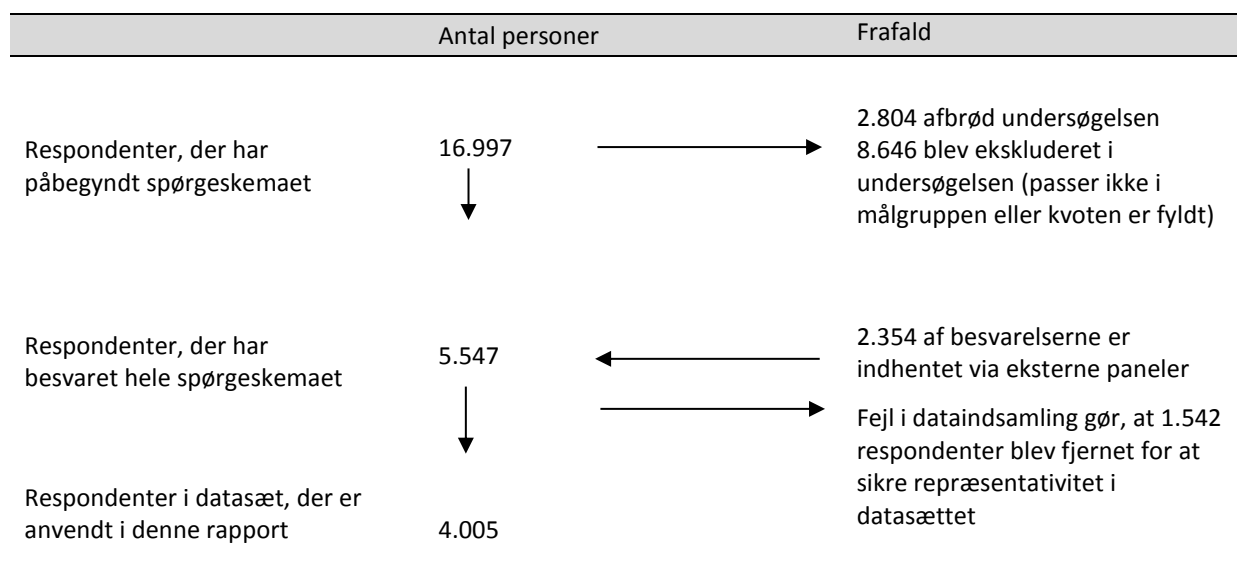 Antal personer
Frafald
Respondenter, der har
påbegyndt spørgeskemaet
16.997
2.804 afbrød undersøgelsen
8.646 blev ekskluderet i
undersøgelsen (passer ikke i
målgruppen eller kvoten er fyldt)
Respondenter, der har
besvaret hele spørgeskemaet
5.547
2.354 af besvarelserne er
indhentet via eksterne paneler
Fejl i dataindsamling gør, at 1.542
respondenter blev fjernet for at
sikre repræsentativitet i
datasættet
Respondenter i datasæt, der er
anvendt i denne rapport
4.005